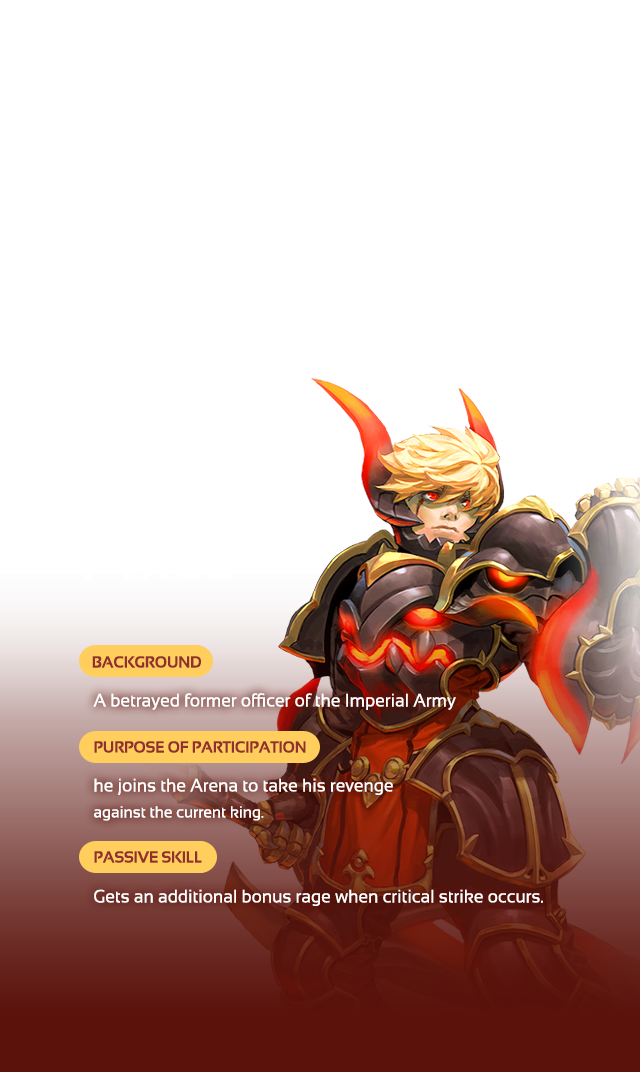 BACKGROUND
A betrayed former officer of the Imperial Army
PURPOSE OF PARTICIPATION
he joins the Arena to take his revenge
against the current king.
PASSIVE SKILL
Gets an additional bonus rage when critical strike occurs.